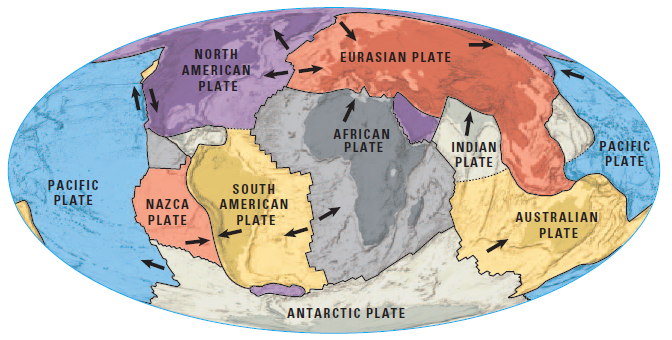 NORTH
AMERICAN
PLATE
EURASIAN PLATE
AFRICAN
PLATE
INDIAN
PLATE
PACIFIC
PLATE
PACIFIC
PLATE
NAZCA
PLATE
SOUTH
AMERICAN
PLATE
AUSTRALIAN
PLATE
ANTARCTIC PLATE